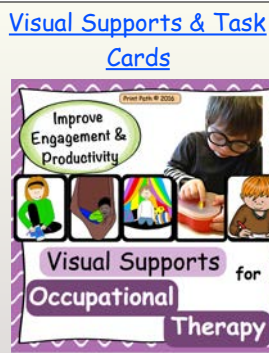 Visual Supports & Task
Cards
Print Path © 2016
Improve
Engagement &
Productivity
Visual Supports for
Occupational
Therapy